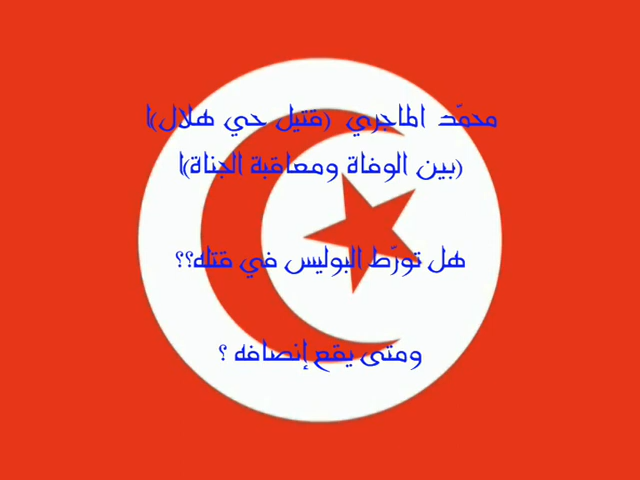 محمّد الماجري (قتيل حي هلال)ا
(بين الوفاة ومعاقبة الجناة)ا
هل تورّط البوليس في قتله؟؟
ومتى يقع إنصافه ؟